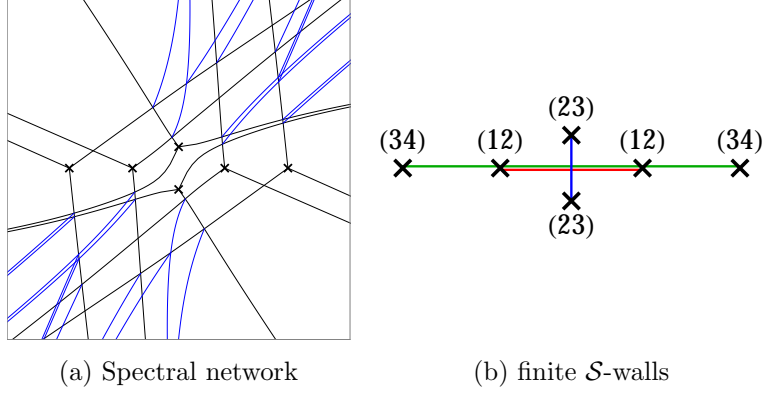 (23)
(34) (12) (12) (34)
(23)
(a) Spectral network (b) finite 𝒮-walls